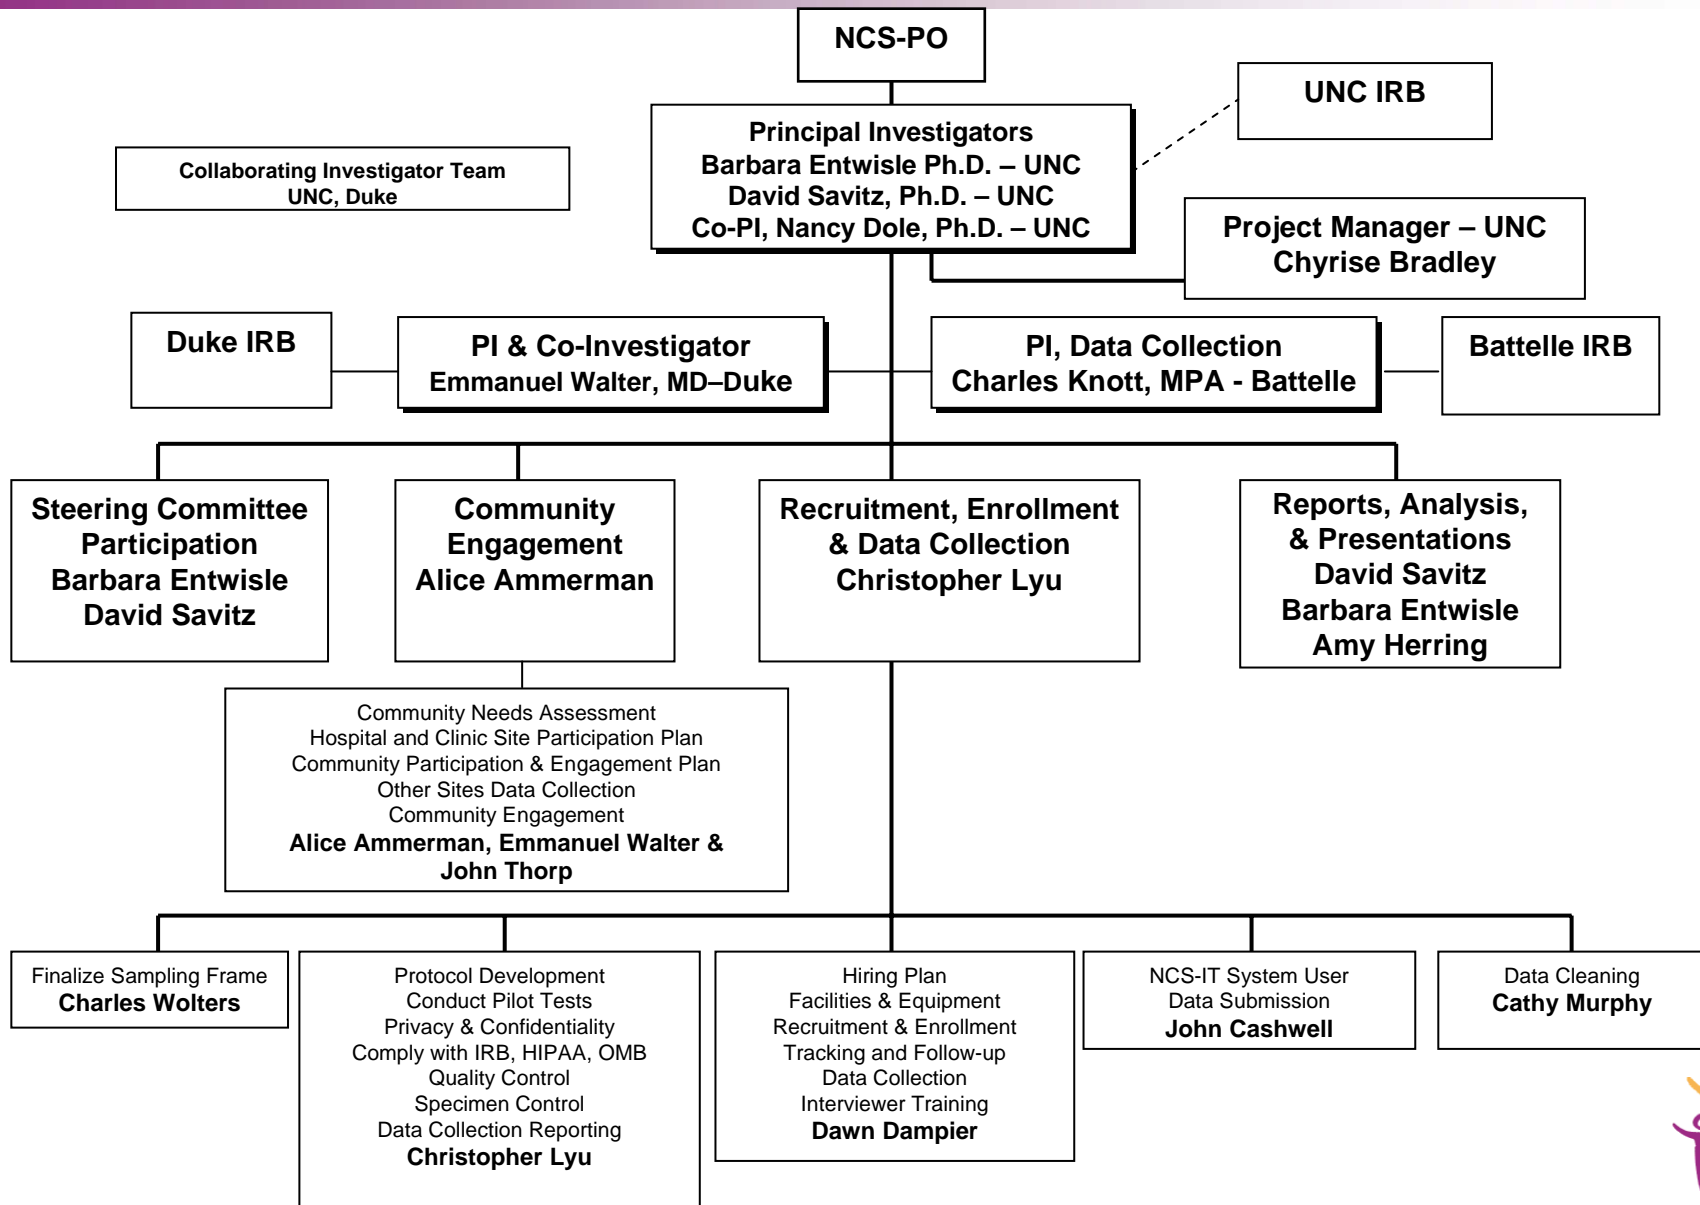 NCS-PO
UNC IRB
Principal Investigators
Barbara Entwisle Ph.D. – UNC
David Savitz, Ph.D. – UNC
Co-PI, Nancy Dole, Ph.D. – UNC
Collaborating Investigator Team
UNC, Duke
Project Manager – UNC
Chyrise Bradley
Duke IRB
PI & Co-Investigator
Emmanuel Walter, MD–Duke
PI, Data Collection
Charles Knott, MPA - Battelle
Battelle IRB
Steering Committee
Participation
Barbara Entwisle
David Savitz
Community
Engagement
Alice Ammerman
Recruitment, Enrollment
& Data Collection
Christopher Lyu
Reports, Analysis,
& Presentations
David Savitz
Barbara Entwisle
Amy Herring
Community Needs Assessment
Hospital and Clinic Site Participation Plan
Community Participation & Engagement Plan
Other Sites Data Collection
Community Engagement
Alice Ammerman, Emmanuel Walter &
John Thorp
Finalize Sampling Frame
Charles Wolters
Protocol Development
Conduct Pilot Tests
Privacy & Confidentiality
Comply with IRB, HIPAA, OMB
Quality Control
Specimen Control
Data Collection Reporting
Christopher Lyu
Hiring Plan
Facilities & Equipment
Recruitment & Enrollment
Tracking and Follow-up
Data Collection
Interviewer Training
Dawn Dampier
NCS-IT System User
Data Submission
John Cashwell
Data Cleaning
Cathy Murphy